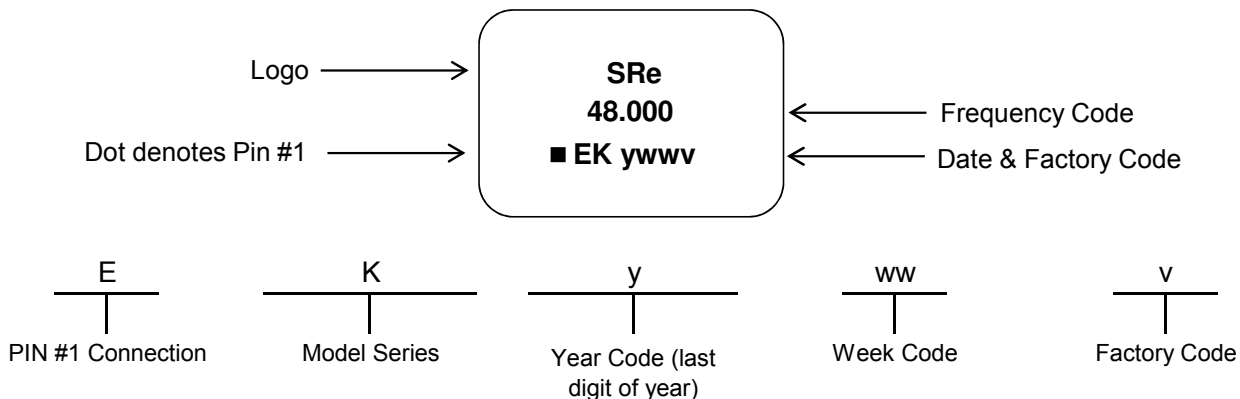 Logo
SRe
48.000
Frequency Code
Dot denotes Pin #1
■ EK ywwv
Date & Factory Code
E
K
y
ww
v
PIN #1 Connection
Model Series
Year Code (last
digit of year)
Week Code
Factory Code